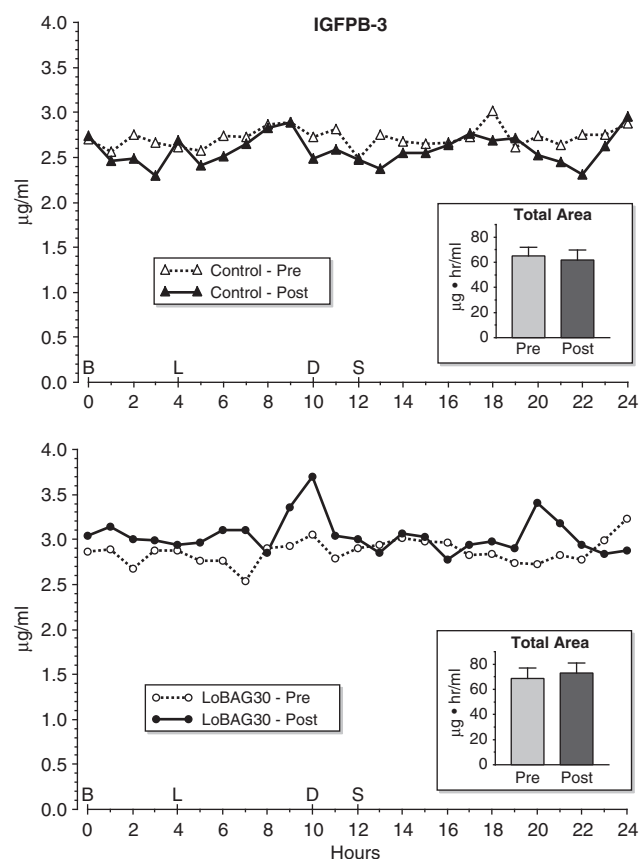 IGFPB-3
4.0
3.5
3.0
2.5
2.0
1.5
1.0
0.5
0.0
µg/ml
Control - Pre
Control - Post
Total Area
80
60
40
20
0
µg • hr/ml
Pre Post
B L D S
0 2 4 6 8 10 12 14 16 18 20 22 24
4.0
3.5
3.0
2.5
2.0
1.5
1.0
0.5
0.0
µg/ml
LoBAG30 - Pre
LoBAG30 - Post
Total Area
80
60
40
20
0
µg • hr/ml
Pre Post
B L D S
0 2 4 6 8 10 12 14 16 18 20 22 24
Hours